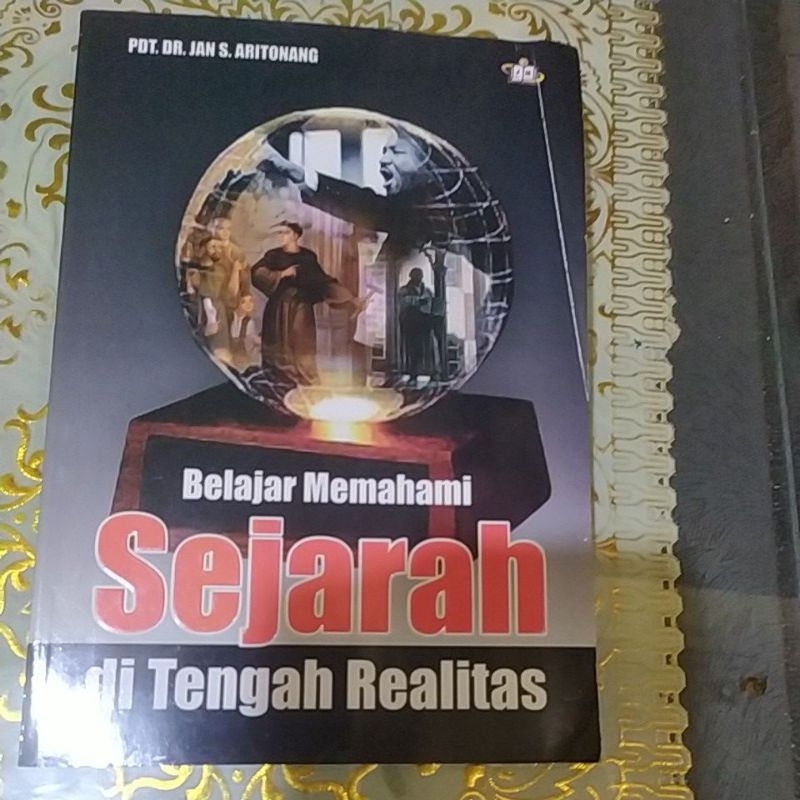 PDT. DR. JAN S. ARITONANG
Belajar Memahami
Sejarah
di Tengah Realitas